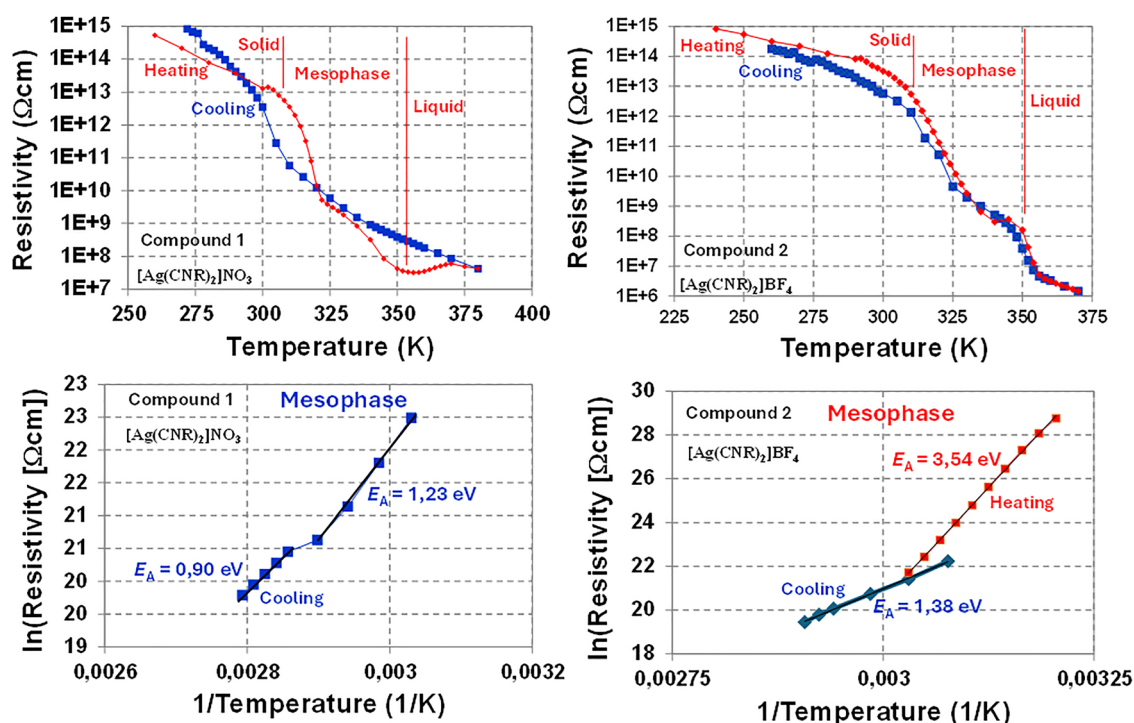 1E+15
1E+14
1E+13
1E+12
1E+11
1E+10
1E+9
1E+8
1E+7
Resistivity (Ωcm)
Solid
Heating
Mesophase
Cooling
Liquid
Compound 1
[Ag(CNR)2]NO3
250 275 300 325 350 375 400
Temperature (K)
1E+15
1E+14
1E+13
1E+12
1E+11
1E+10
1E+9
1E+8
1E+7
1E+6
Resistivity (Ωcm)
Heating
Solid
Cooling
Mesophase
Liquid
Compound 2
[Ag(CNR)2]BF4
225 250 275 300 325 350 375
Temperature (K)
23
23
22
22
21
21
20
20
19
ln(Resistivity [Ωcm])
Compound 1
Mesophase
[Ag(CNR)2]NO3
EA = 1,23 eV
EA = 0,90 eV
Cooling
0,0026 0,0028 0,003 0,0032
1/Temperature (1/K)
30
28
26
24
22
20
18
ln(Resistivity [Ωcm])
Compound 2
Mesophase
[Ag(CNR)2]BF4
EA = 3,54 eV
Heating
Cooling
EA = 1,38 eV
0,00275 0,003 0,00325
1/Temperature (1/K)